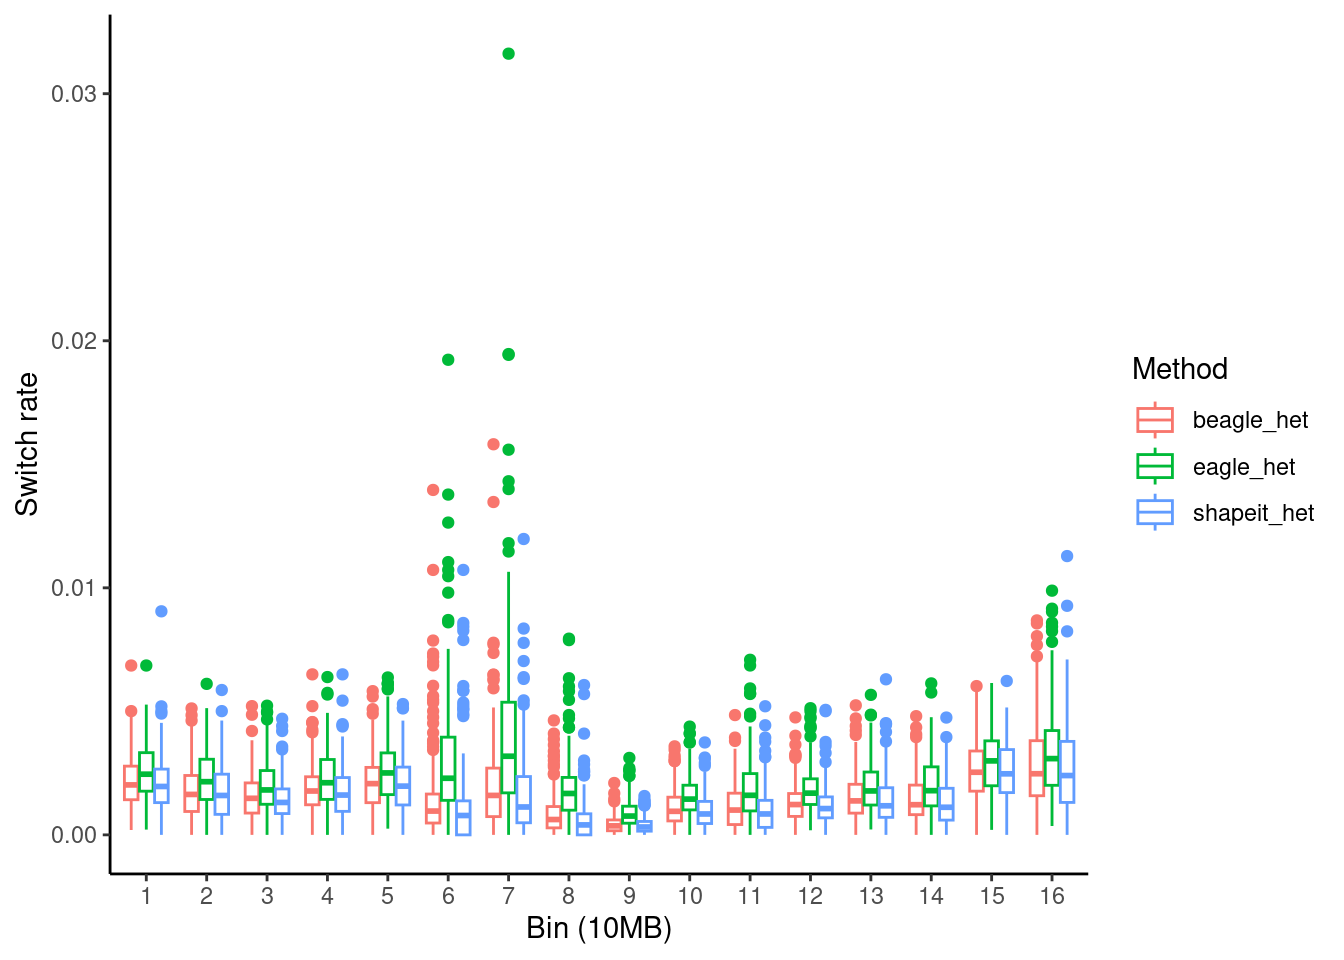 0.03
0.02
0.01
0.00
Switch rate
1 2 3 4 5 6 7 8 9 10 11 12 13 14 15 16
Bin (10MB)
Method
beagle_het
eagle_het
shapeit_het